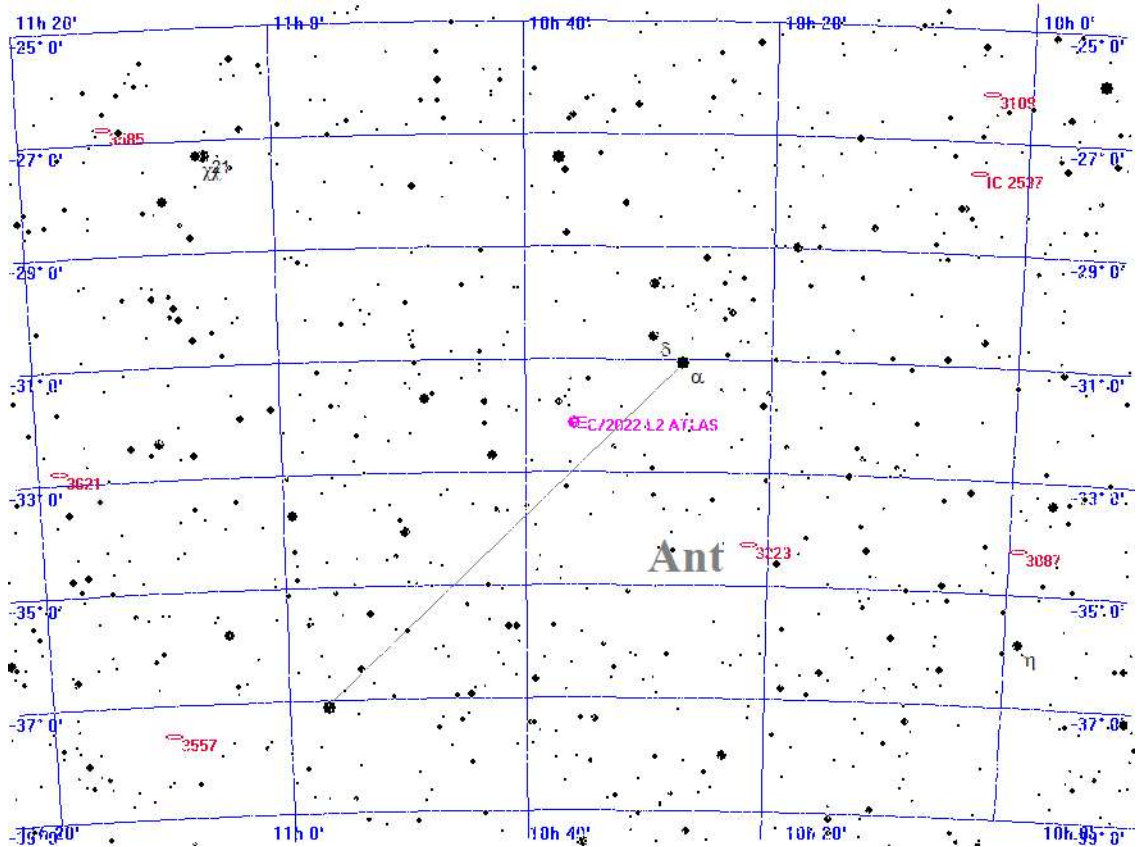 11h 20'
11h 0'
10h 40'
10h 20'
10h 0'
-25° 0'
-25° 0'
3109
3585
-27° 0'
-27° 0'
IC 2537
-29° 0'
-29° 0'
δ
α
-31° 0'
-31° 0'
C/2022 L2 ATLAS
3621
-33° 0'
-33° 0'
Ant
3223
3087
-35° 0'
-35° 0'
η
-37° 0'
-37° 0'
3557
11h 0'
10h 40'
10h 20'